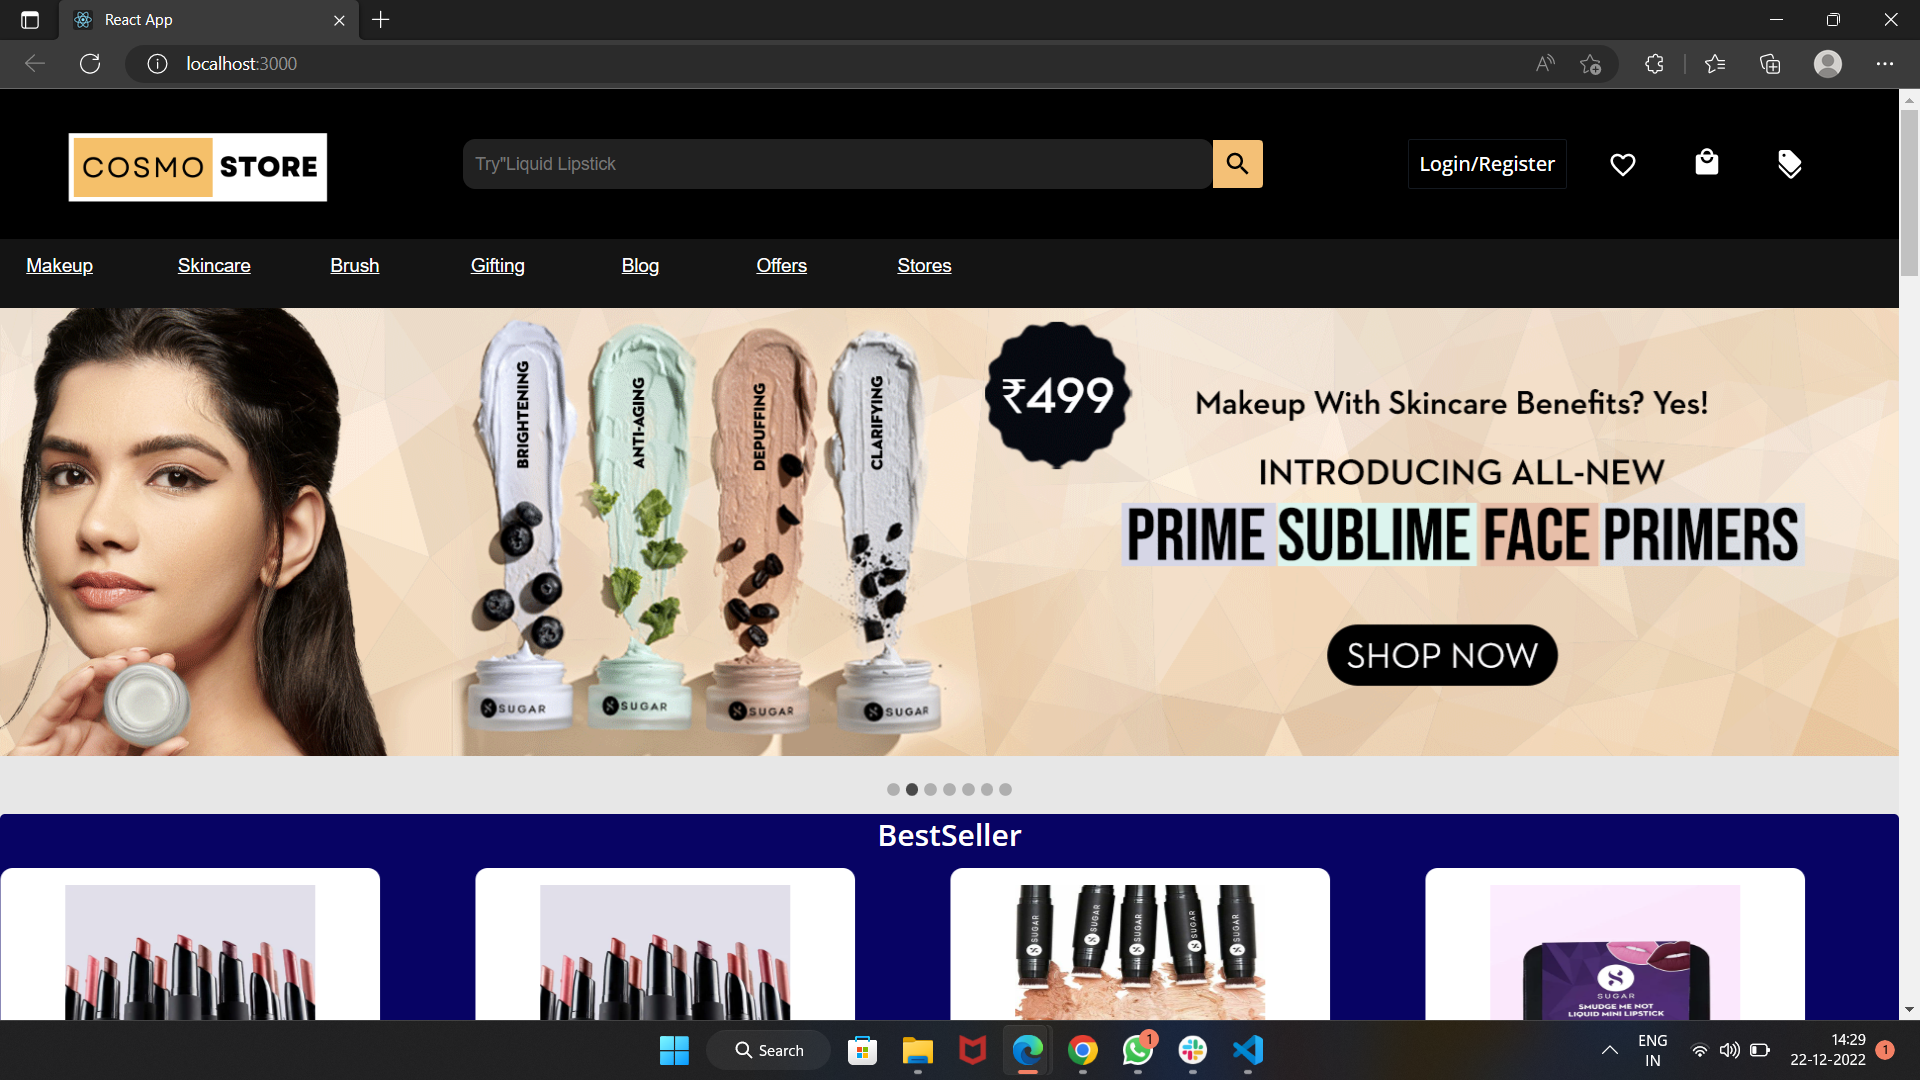 React App
localhost:3000
COSMO STORE
Try"Liquid Lipstick
Login/Register
Makeup Skincare Brush Gifting Blog Offers Stores
BRIGHTENING
ANTI-AGING
DEPUFFING
CLARIFYING
₹499
Makeup With Skincare Benefits? Yes!
INTRODUCING ALL-NEW
PRIME SUBLIME FACE PRIMERS
SHOP NOW
SUGAR
SUGAR
SUGAR
SUGAR
BestSeller
SUGAR
SUGAR
SUGAR
SUGAR
SUGAR
SUGAR
SMUDGE ME NOT
LIQUID MINI LIPSTICK
Search
1
ENG
IN
14:29
22-12-2022
1